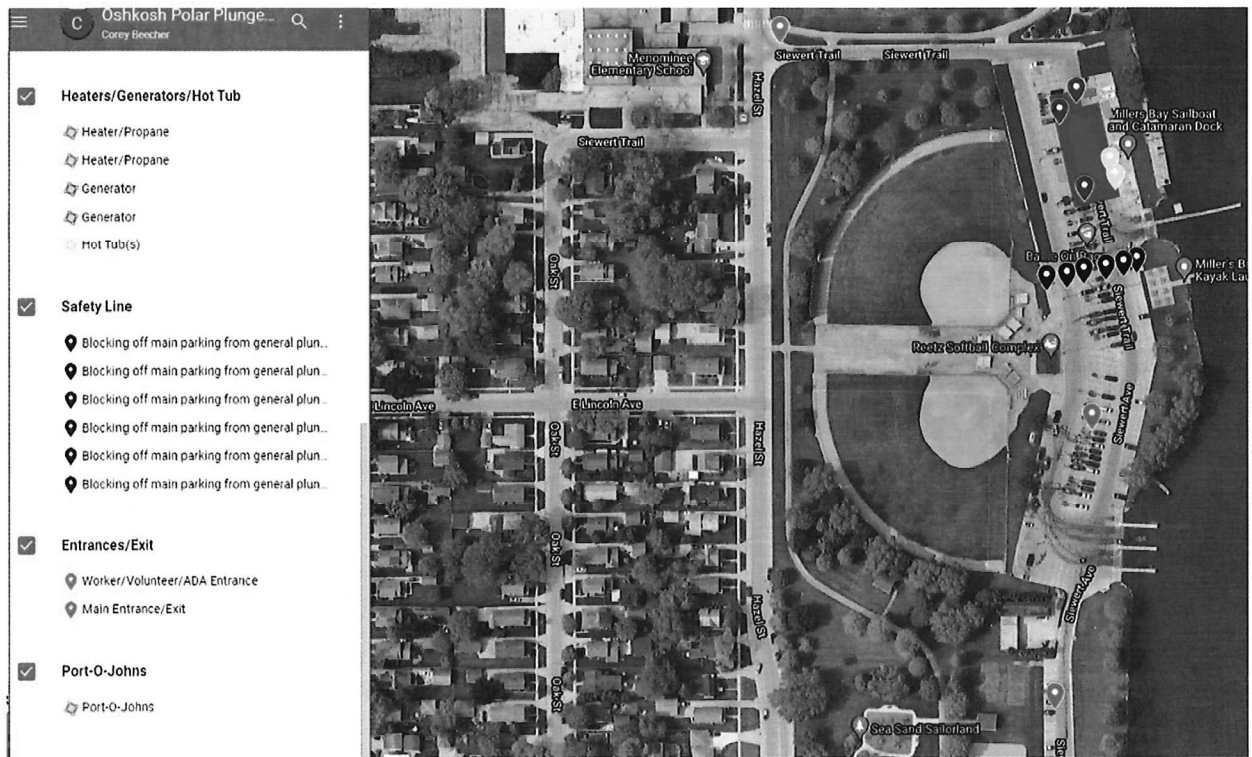 C
Oshkosh Polar Plunge...
Corey Beecher
Heaters/Generators/Hot Tub
Heater/Propane
Heater/Propane
Generator
Generator
Hot Tub(s)
Safety Line
Blocking off main parking from general plun...
Blocking off main parking from general plun...
Blocking off main parking from general plun...
Blocking off main parking from general plun...
Blocking off main parking from general plun...
Blocking off main parking from general plun...
Entrances/Exit
Worker/Volunteer/ADA Entrance
Main Entrance/Exit
Port-O-Johns
Port-O-Johns
Menominee
Elementary School
Siewert Trail
Siewert Trail
Hazel St
Siewert Trail
Millers Bay Sailboat
and Catamaran Dock
Oak St
Miller's B
Kayak Lau
Siewert Trail
Reetz Softball Complex
Lincoln Ave
E Lincoln Ave
Siewert Ave
Oak St
Hazel St
Oak St
Siewert Ave
Hazel St
Oak St
Sea Sand Sailorland